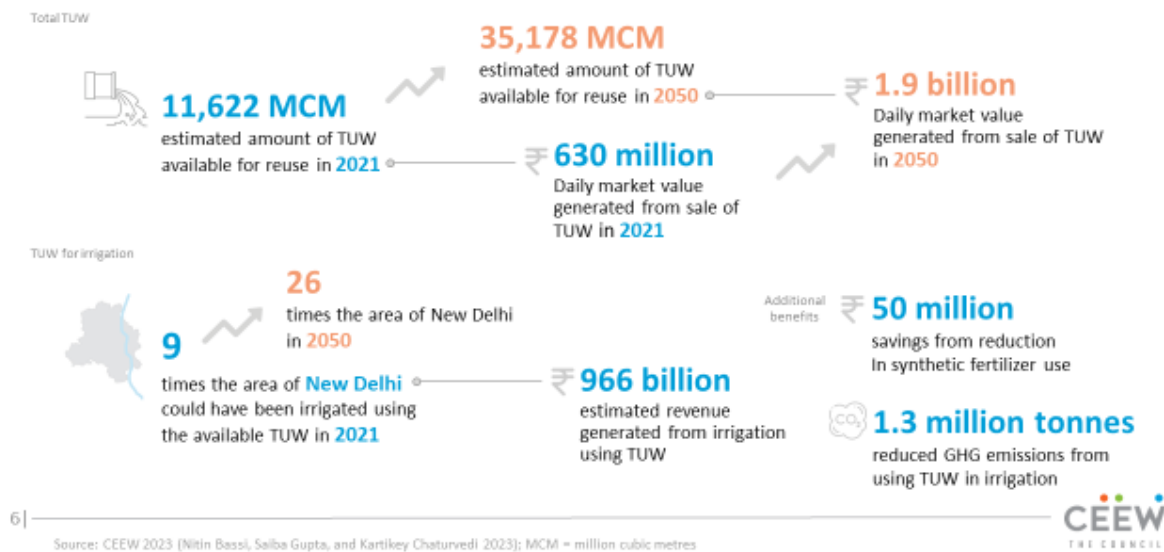 Total TUW
35,178 MCM
estimated amount of TUW
available for reuse in 2050
11,622 MCM
estimated amount of TUW
available for reuse in 2021
₹ 1.9 billion
Daily market value
generated from sale of TUW
in 2050
₹ 630 million
Daily market value
generated from sale of
TUW in 2021
TUW for irrigation
26
times the area of New Delhi
in 2050
9
times the area of New Delhi
could have been irrigated using
the available TUW in 2021
₹ 966 billion
estimated revenue
generated from irrigation
using TUW
Additional
benefits
₹ 50 million
savings from reduction
In synthetic fertilizer use
CO₂
1.3 million tonnes
reduced GHG emissions from
using TUW in irrigation
6|
CEEW
THE COUNCIL
Source: CEEW 2023 (Nitin Bassi, Saiba Gupta, and Kartikey Chaturvedi 2023); MCM = million cubic metres